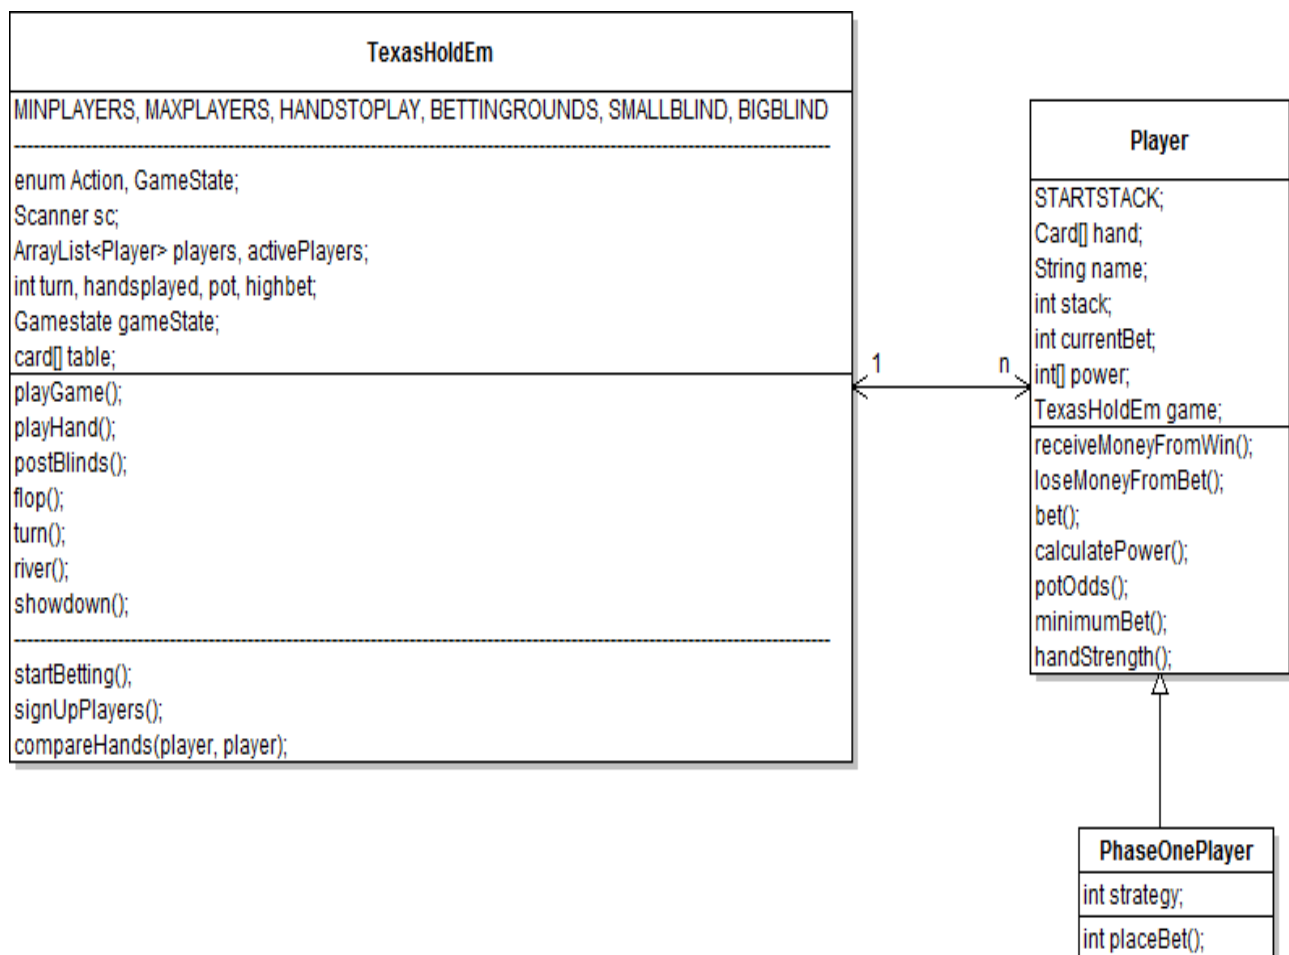 TexasHoldEm
MINPLAYERS, MAXPLAYERS, HANDSTOPLAY, BETTINGROUNDS, SMALLBLIND, BIGBLIND
enum Action, GameState;
Scanner sc;
ArrayList<Player> players, activePlayers;
int turn, handsplayed, pot, highbet;
Gamestate gameState;
card[] table;
playGame();
playHand();
postBlinds();
flop();
turn();
river();
showdown();
startBetting();
signUpPlayers();
compareHands(player, player);
1
n
Player
STARTSTACK;
Card[] hand;
String name;
int stack;
int currentBet;
int[] power;
TexasHoldEm game;
receiveMoneyFromWin();
loseMoneyFromBet();
bet();
calculatePower();
potOdds();
minimumBet();
handStrength();
PhaseOnePlayer
int strategy;
int placeBet();